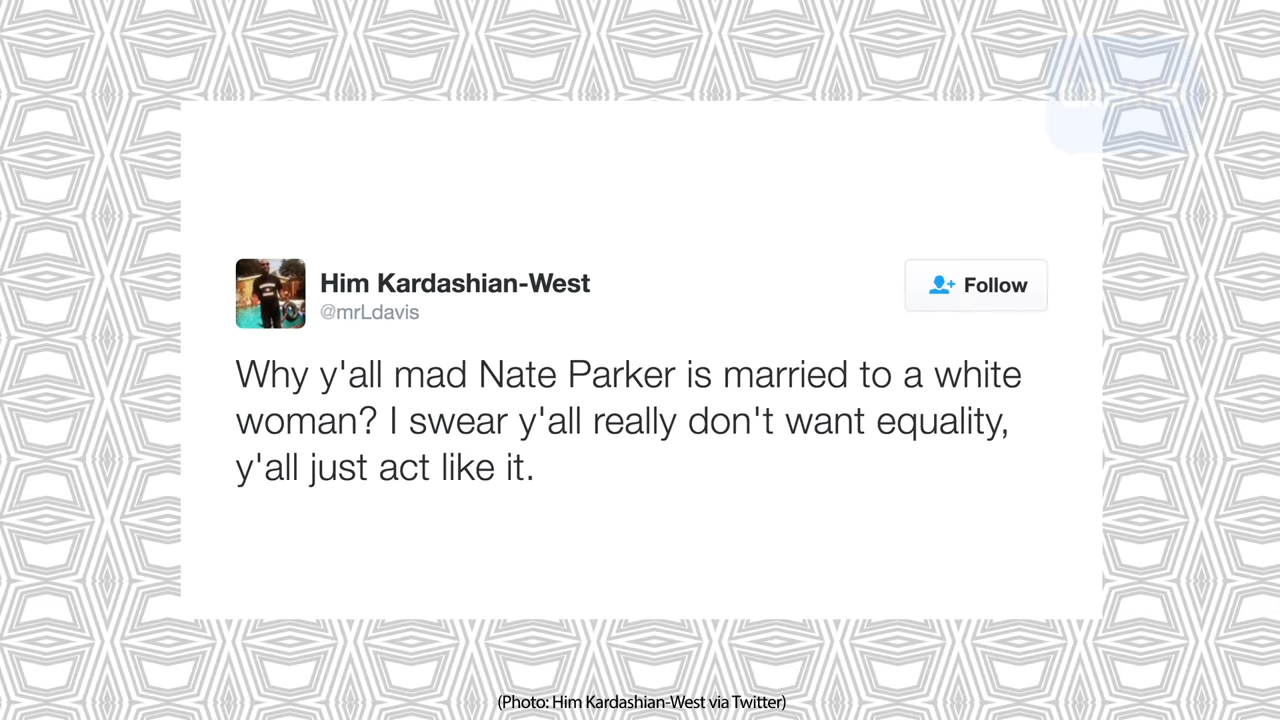 Him Kardashian-West
@mrLdavis
Follow
Why y'all mad Nate Parker is married to a white
woman? I swear y'all really don't want equality,
y'all just act like it.
(Photo: Him Kardashian-West via Twitter)